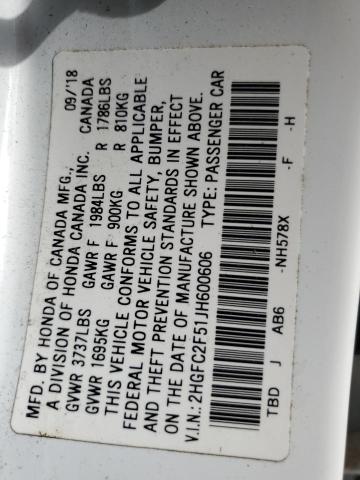 MFD. BY HONDA OF CANADA MFG., 09/'18
A DIVISION OF HONDA CANADA INC. CANADA
GVWR 3737LBS GAWR F 1984LBS R 1786LBS
GVWR 1695KG GAWR F 900KG R 810KG
THIS VEHICLE CONFORMS TO ALL APPLICABLE
FEDERAL MOTOR VEHICLE SAFETY, BUMPER,
AND THEFT PREVENTION STANDARDS IN EFFECT
ON THE DATE OF MANUFACTURE SHOWN ABOVE.
V.I.N.: 2HGFC2F51JH600606 TYPE: PASSENGER CAR
-NH578X -F -H
TBD J AB6